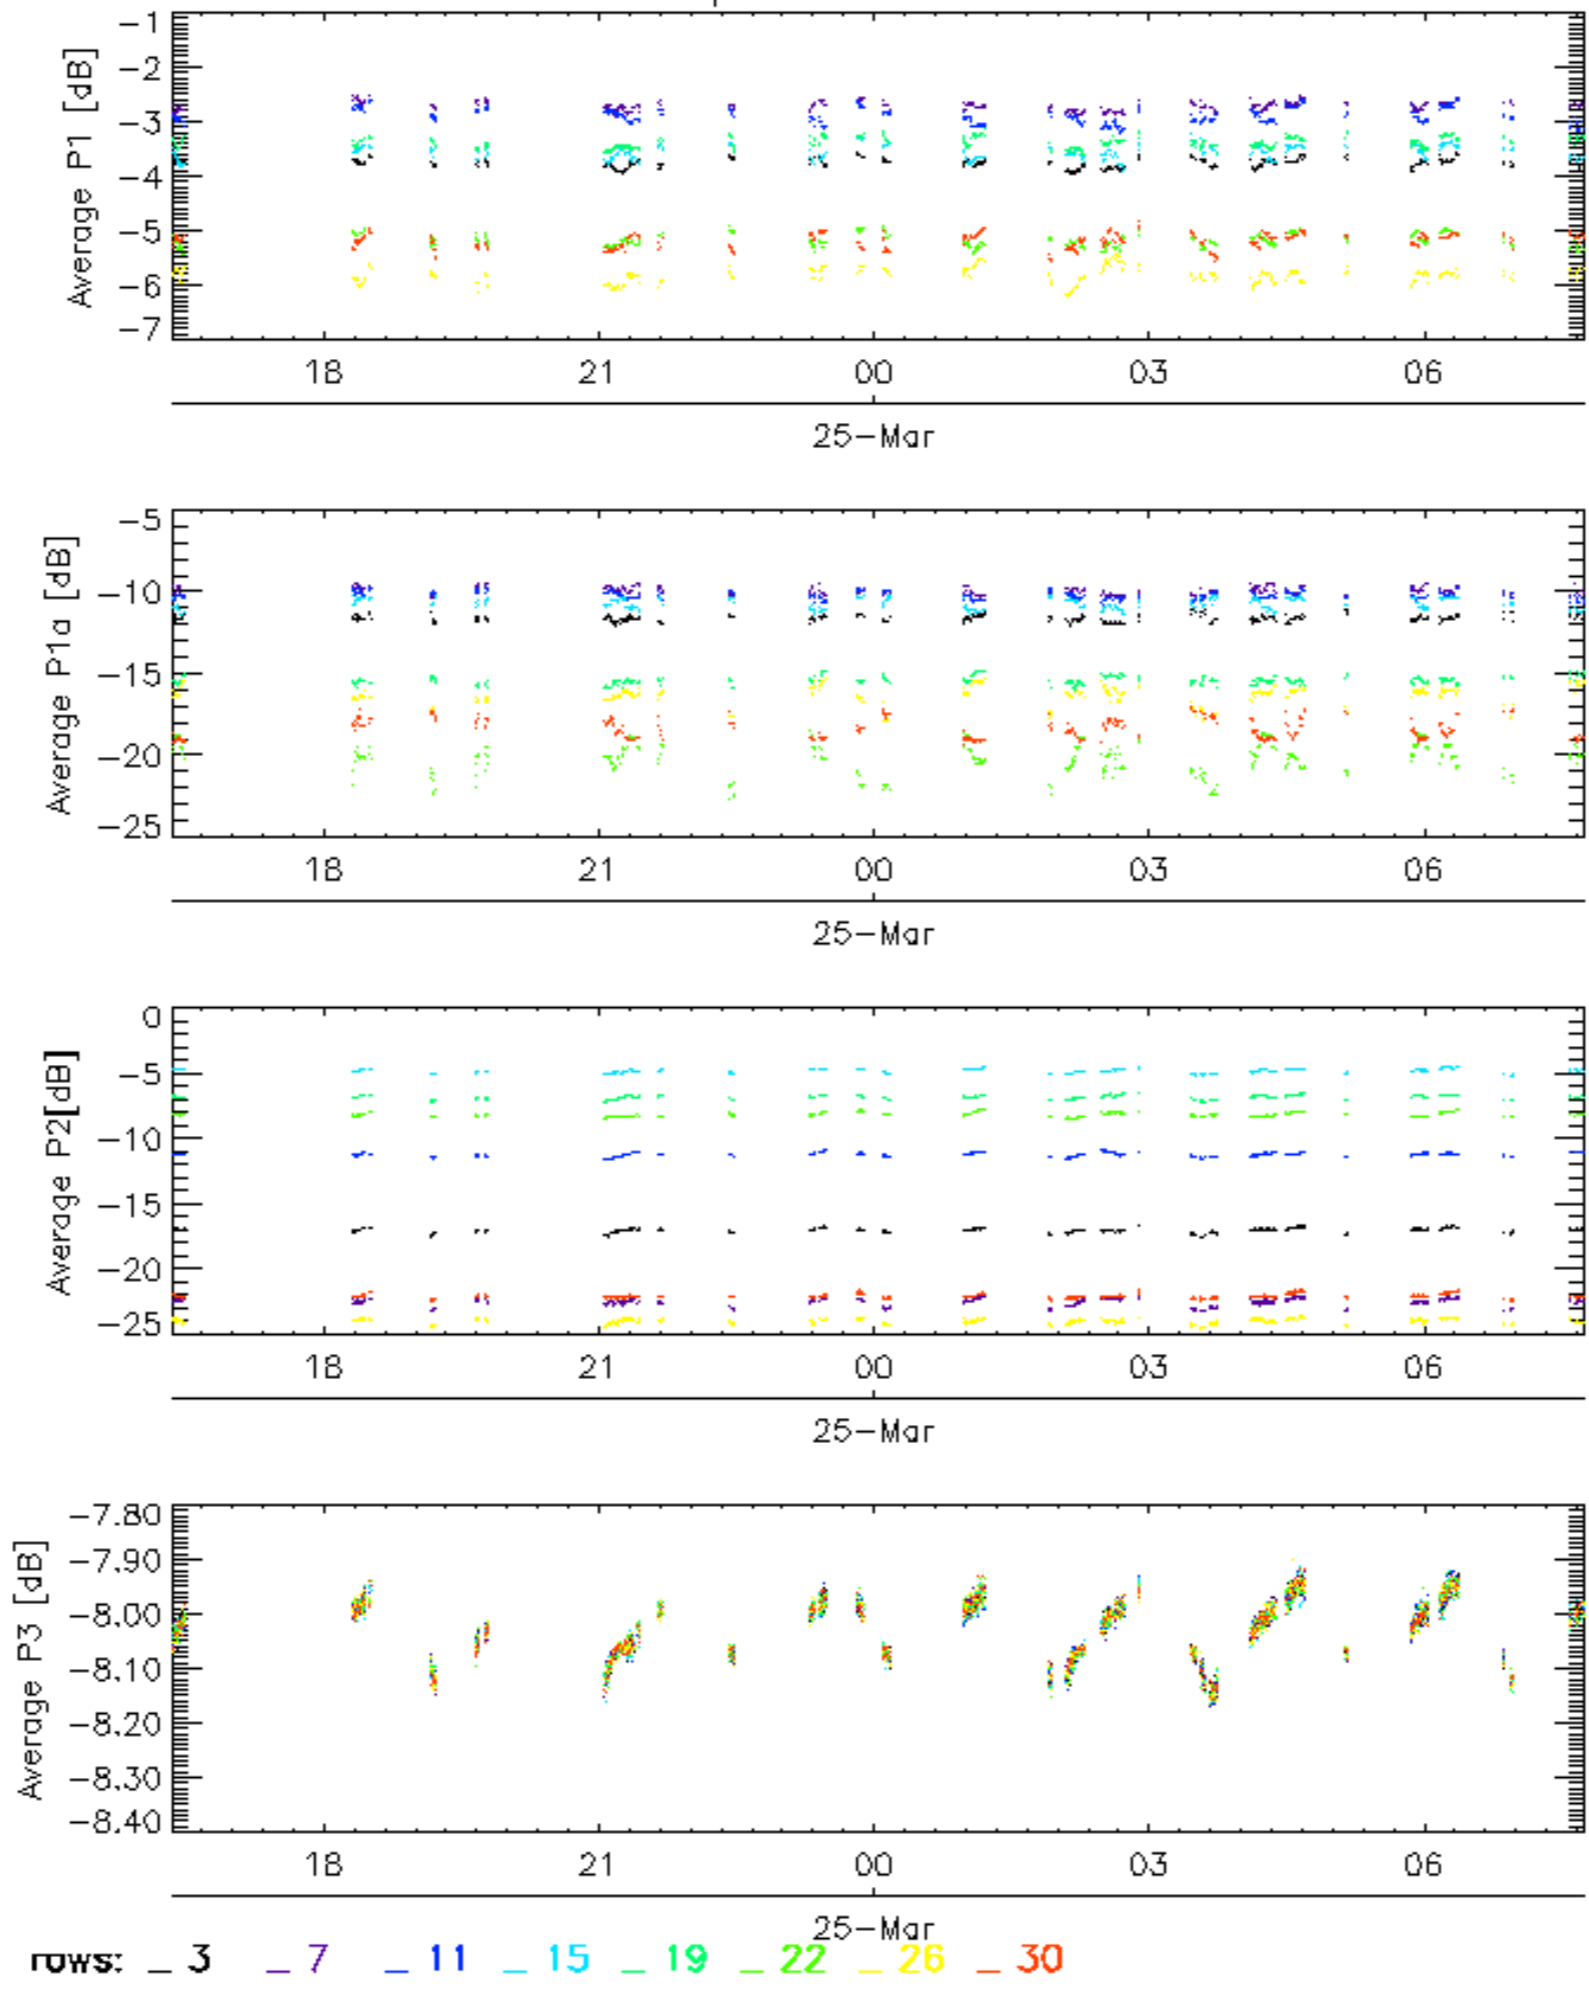 Average P1 [dB]
-1
-2
-3
-4
-5
-6
-7
18 21 00 03 06
25-Mar
Average P1a [dB]
-5
-10
-15
-20
-25
18 21 00 03 06
25-Mar
Average P2[dB]
0
-5
-10
-15
-20
-25
18 21 00 03 06
25-Mar
Average P3 [dB]
-7.80
-7.90
-8.00
-8.10
-8.20
-8.30
-8.40
18 21 00 03 06
25-Mar
rows: _ 3 _ 7 _ 11 _ 15 _ 19 _ 22 _ 26 _ 30